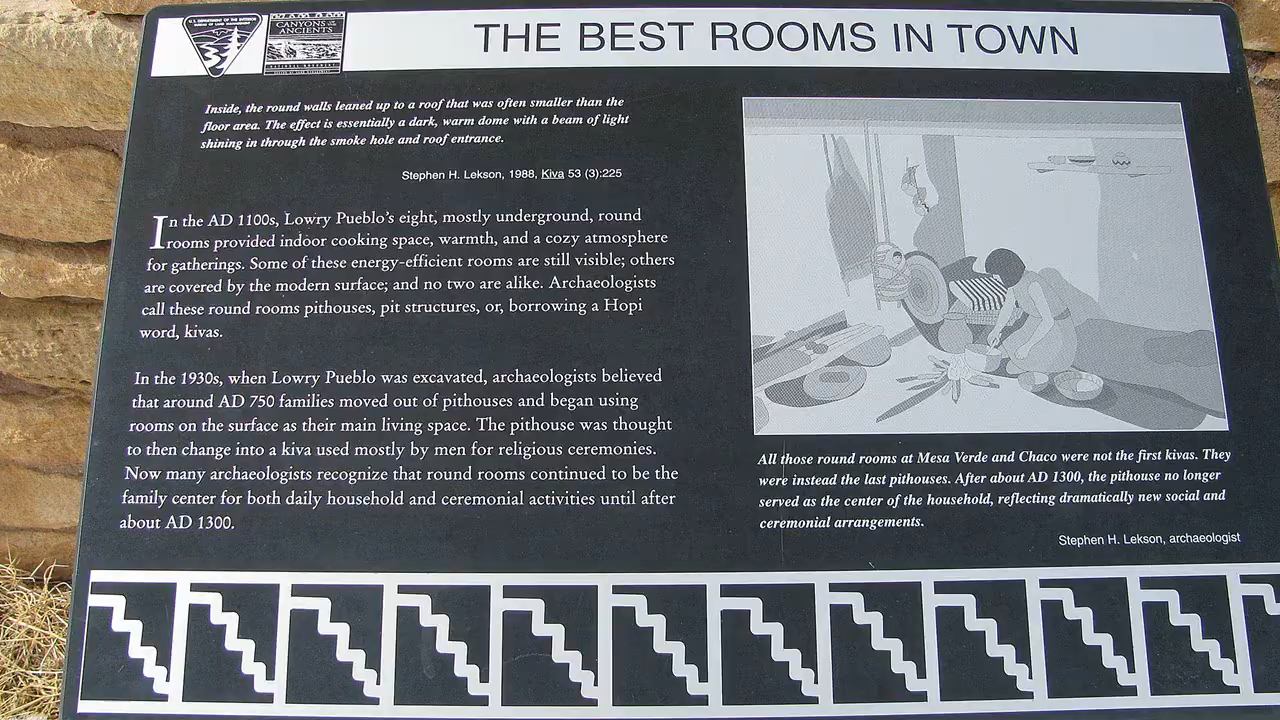 U.S. DEPARTMENT OF THE INTERIOR
BUREAU OF LAND MANAGEMENT
CANYONS
OF THE
ANCIENTS
NATIONAL MONUMENT
THE BEST ROOMS IN TOWN
Inside, the round walls leaned up to a roof that was often smaller than the
floor area. The effect is essentially a dark, warm dome with a beam of light
shining in through the smoke hole and roof entrance.
Stephen H. Lekson, 1988, Kiva 53 (3):225
In the AD 1100s, Lowry Pueblo's eight, mostly underground, round
rooms provided indoor cooking space, warmth, and a cozy atmosphere
for gatherings. Some of these energy-efficient rooms are still visible; others
are covered by the modern surface; and no two are alike. Archaeologists
call these round rooms pithouses, pit structures, or, borrowing a Hopi
word, kivas.
In the 1930s, when Lowry Pueblo was excavated, archaeologists believed
that around AD 750 families moved out of pithouses and began using
rooms on the surface as their main living space. The pithouse was thought
to then change into a kiva used mostly by men for religious ceremonies.
Now many archaeologists recognize that round rooms continued to be the
family center for both daily household and ceremonial activities until after
about AD 1300.
All those round rooms at Mesa Verde and Chaco were not the first kivas. They
were instead the last pithouses. After about AD 1300, the pithouse no longer
served as the center of the household, reflecting dramatically new social and
ceremonial arrangements.
Stephen H. Lekson, archaeologist